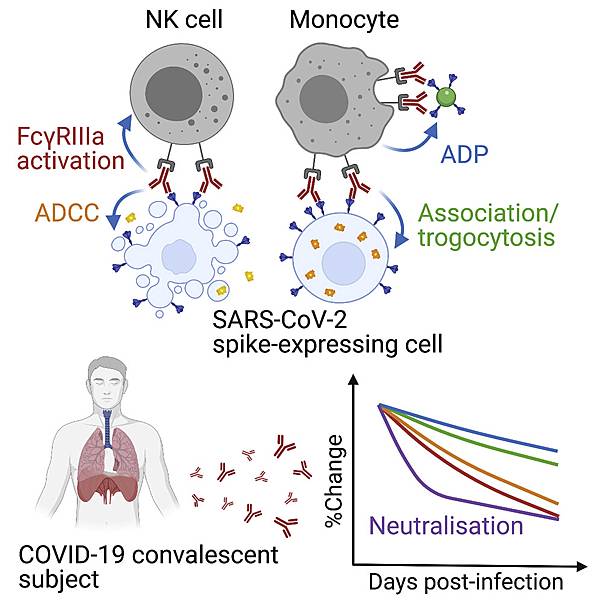 NK cell
Monocyte
FcγRIIIa
activation
ADP
ADCC
Association/
trogocytosis
SARS-CoV-2
spike-expressing cell
%Change
Neutralisation
COVID-19 convalescent
subject
Days post-infection